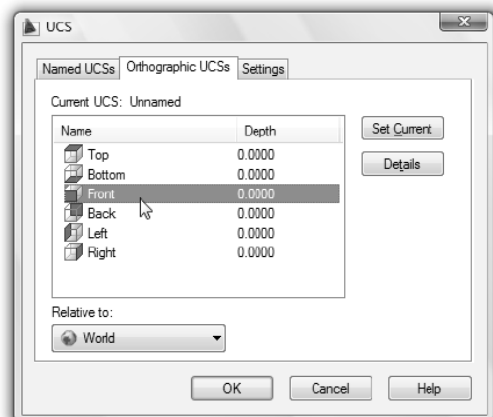 UCS
Named UCSs Orthographic UCSs Settings
Current UCS: Unnamed
Name Depth
Set Current
Top 0.0000
Details
Bottom 0.0000
Front 0.0000
Back 0.0000
Left 0.0000
Right 0.0000
Relative to:
World
OK Cancel Help